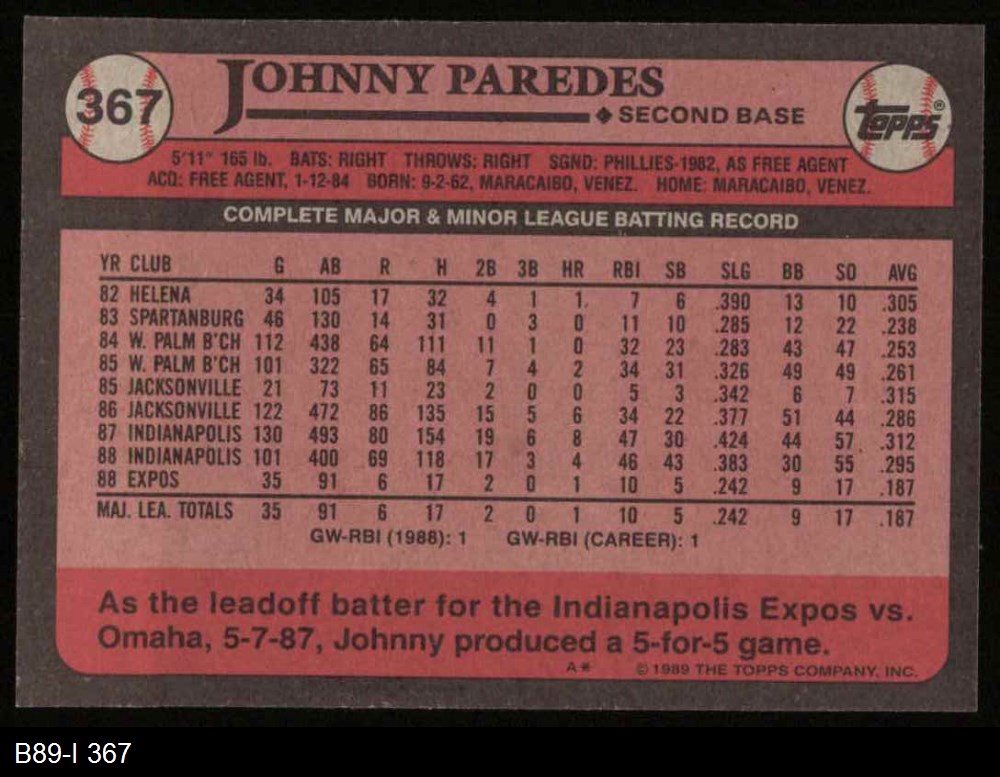 367
JOHNNY PAREDES
◆ SECOND BASE
Topps®
5'11" 165 lb. BATS: RIGHT THROWS: RIGHT SGND: PHILLIES-1982, AS FREE AGENT
ACQ: FREE AGENT, 1-12-84 BORN: 9-2-62, MARACAIBO, VENEZ. HOME: MARACAIBO, VENEZ.
COMPLETE MAJOR & MINOR LEAGUE BATTING RECORD
YR CLUB G AB R H 2B 3B HR RBI SB SLG BB SO AVG
82 HELENA 34 105 17 32 4 1 1 7 6 .390 13 10 .305
83 SPARTANBURG 46 130 14 31 0 3 0 11 10 .285 12 22 .238
84 W. PALM B'CH 112 438 64 111 11 1 0 32 23 .283 43 47 .253
85 W. PALM B'CH 101 322 65 84 7 4 2 34 31 .326 49 49 .261
85 JACKSONVILLE 21 73 11 23 2 0 0 5 3 .342 6 7 .315
86 JACKSONVILLE 122 472 86 135 15 5 6 34 22 .377 51 44 .286
87 INDIANAPOLIS 130 493 80 154 19 6 8 47 30 .424 44 57 .312
88 INDIANAPOLIS 101 400 69 118 17 3 4 46 43 .383 30 55 .295
88 EXPOS 35 91 6 17 2 0 1 10 5 .242 9 17 .187
MAJ. LEA. TOTALS 35 91 6 17 2 0 1 10 5 .242 9 17 .187
GW-RBI (1988): 1 GW-RBI (CAREER): 1
As the leadoff batter for the Indianapolis Expos vs.
Omaha, 5-7-87, Johnny produced a 5-for-5 game.
A* © 1989 THE TOPPS COMPANY, INC.
B89-I 367